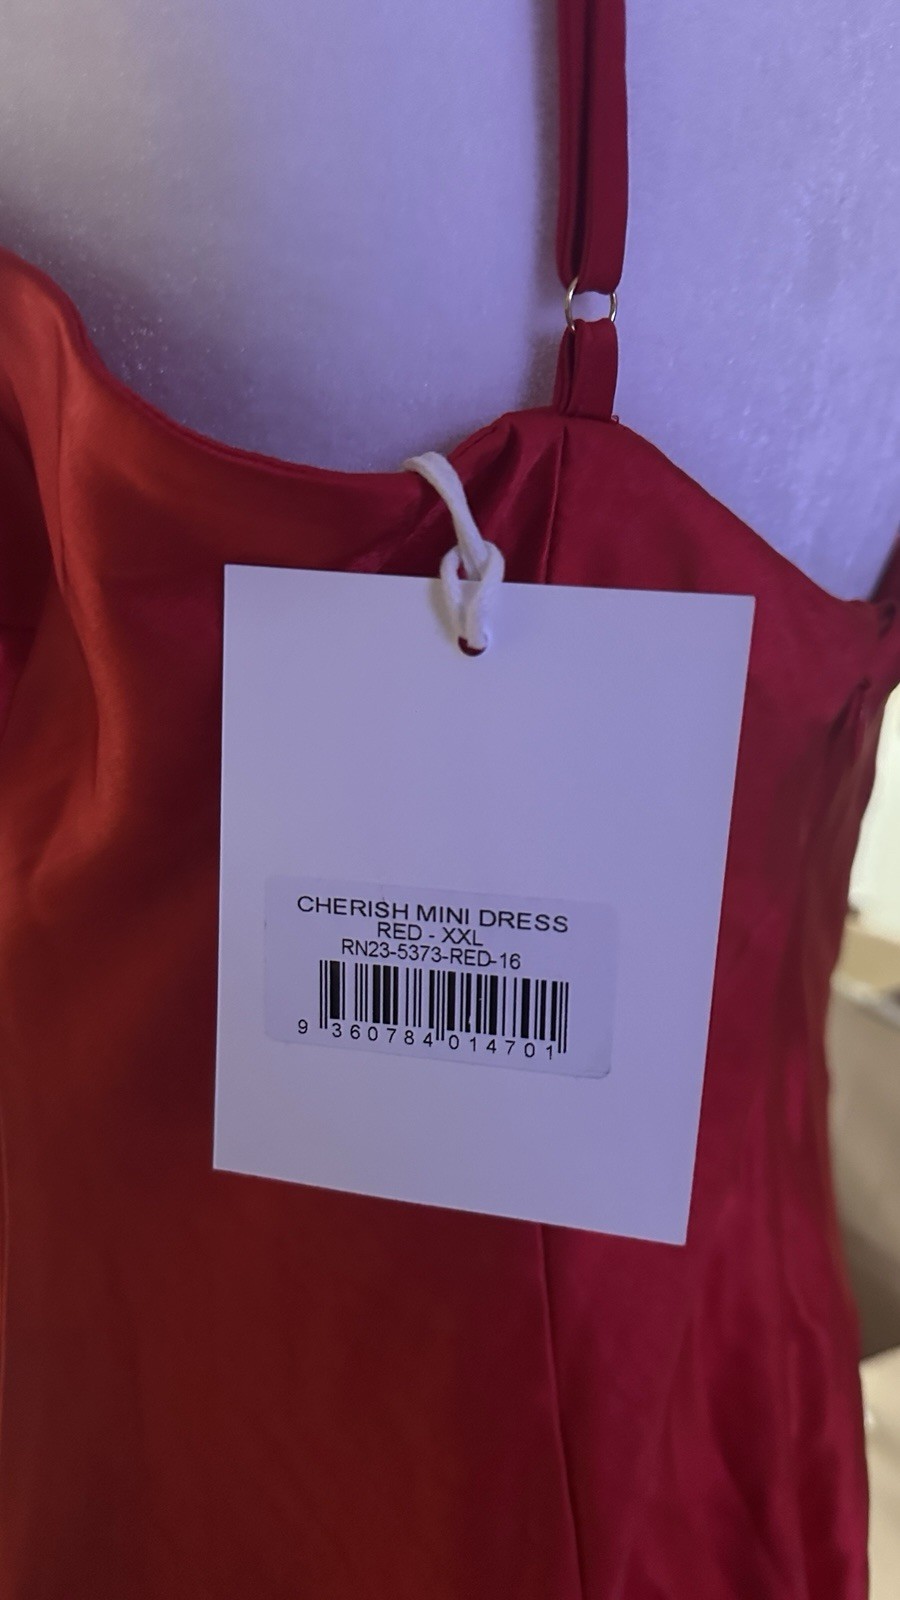 CHERISH MINI DRESS
RED - XXL
RN23-5373-RED-16
9 360784 014701